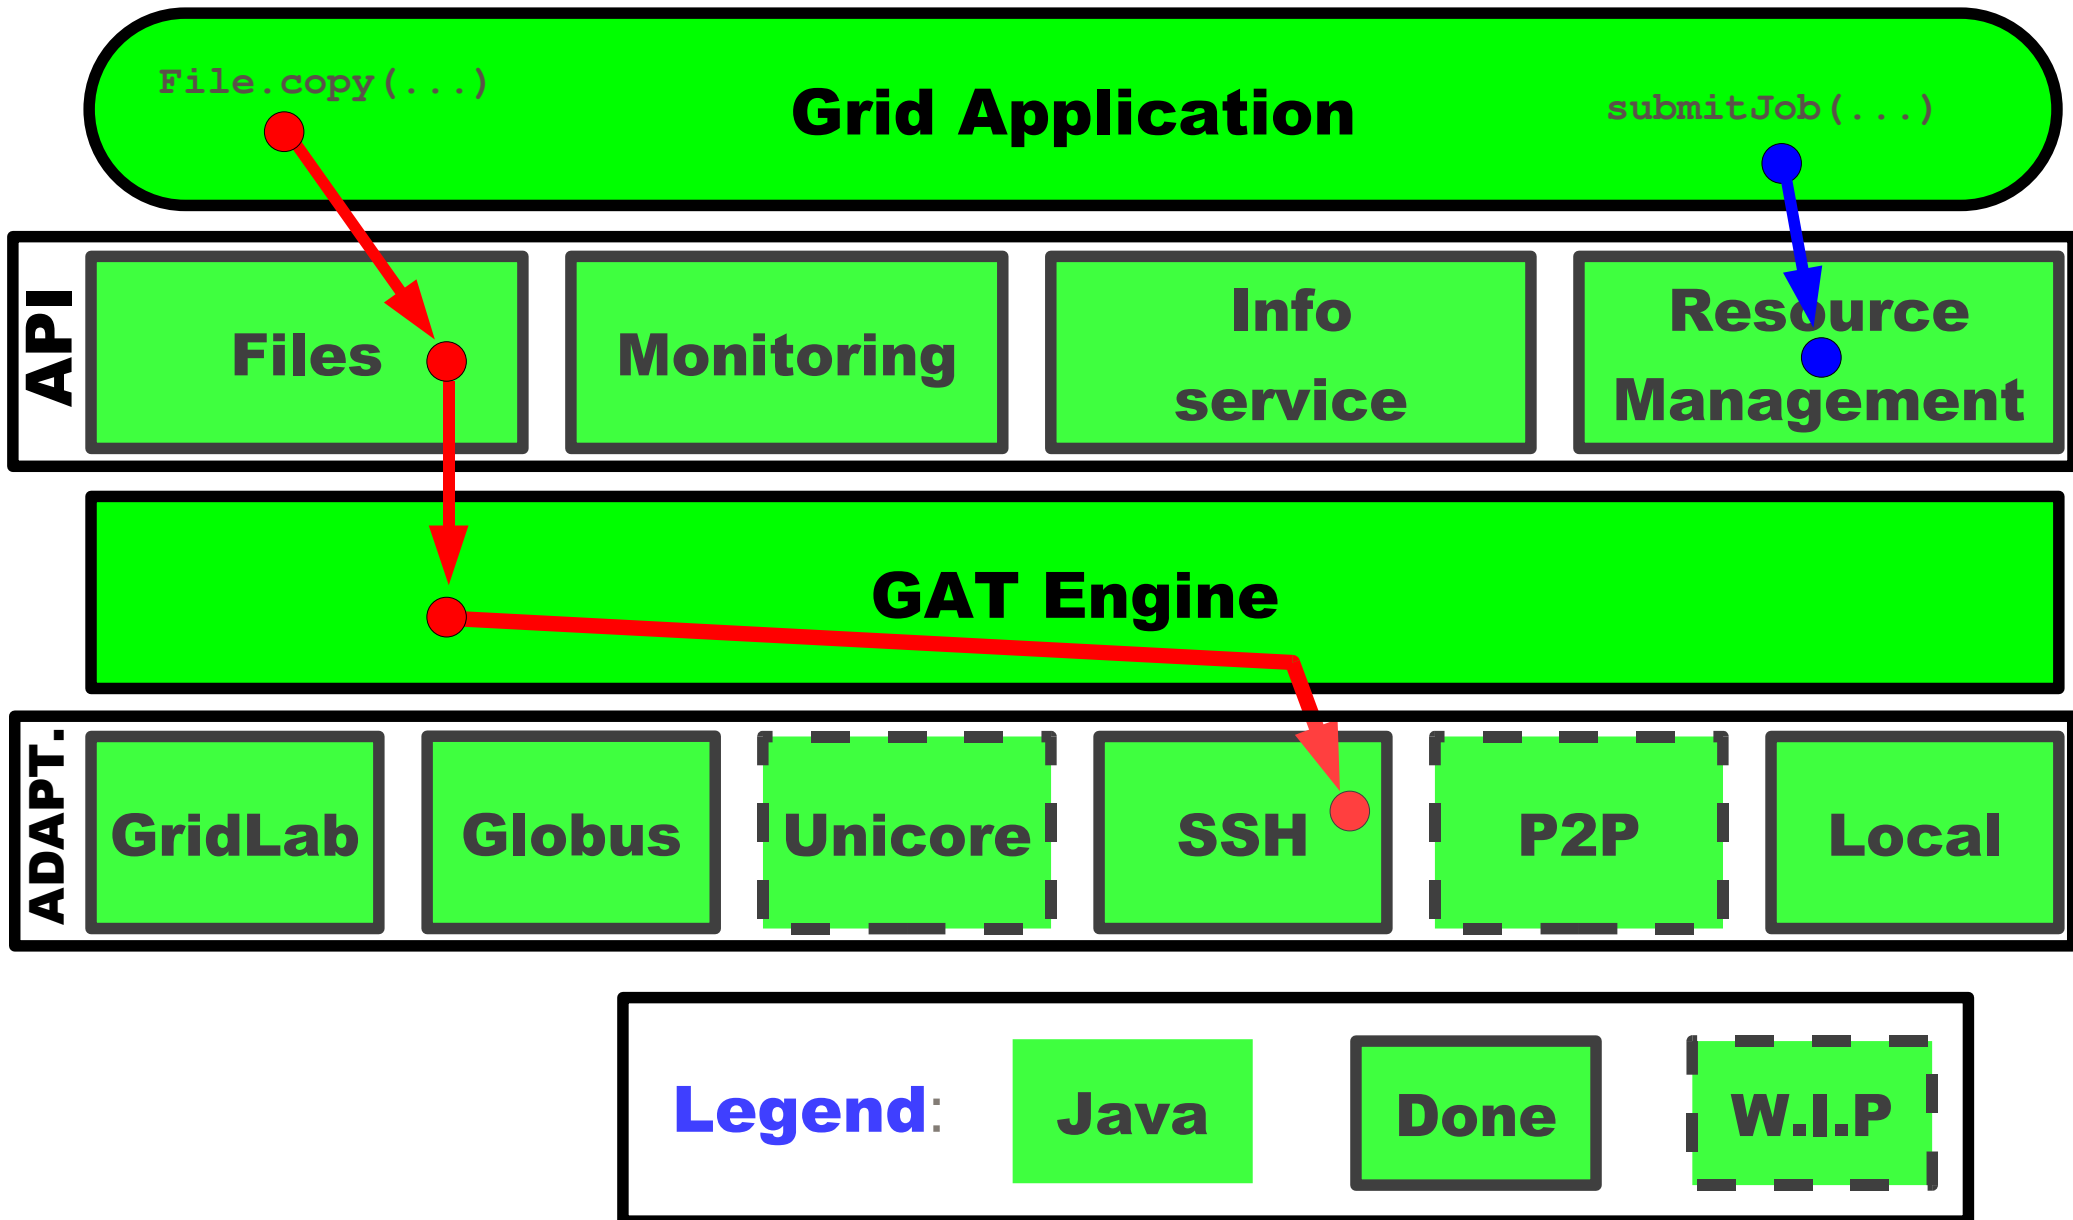 File.copy(...)
Grid Application
submitJob(...)
API
Files
Monitoring
Info
service
Resource
Management
GAT Engine
ADAPT.
GridLab
Globus
Unicore
SSH
P2P
Local
Legend:
Java
Done
W.I.P